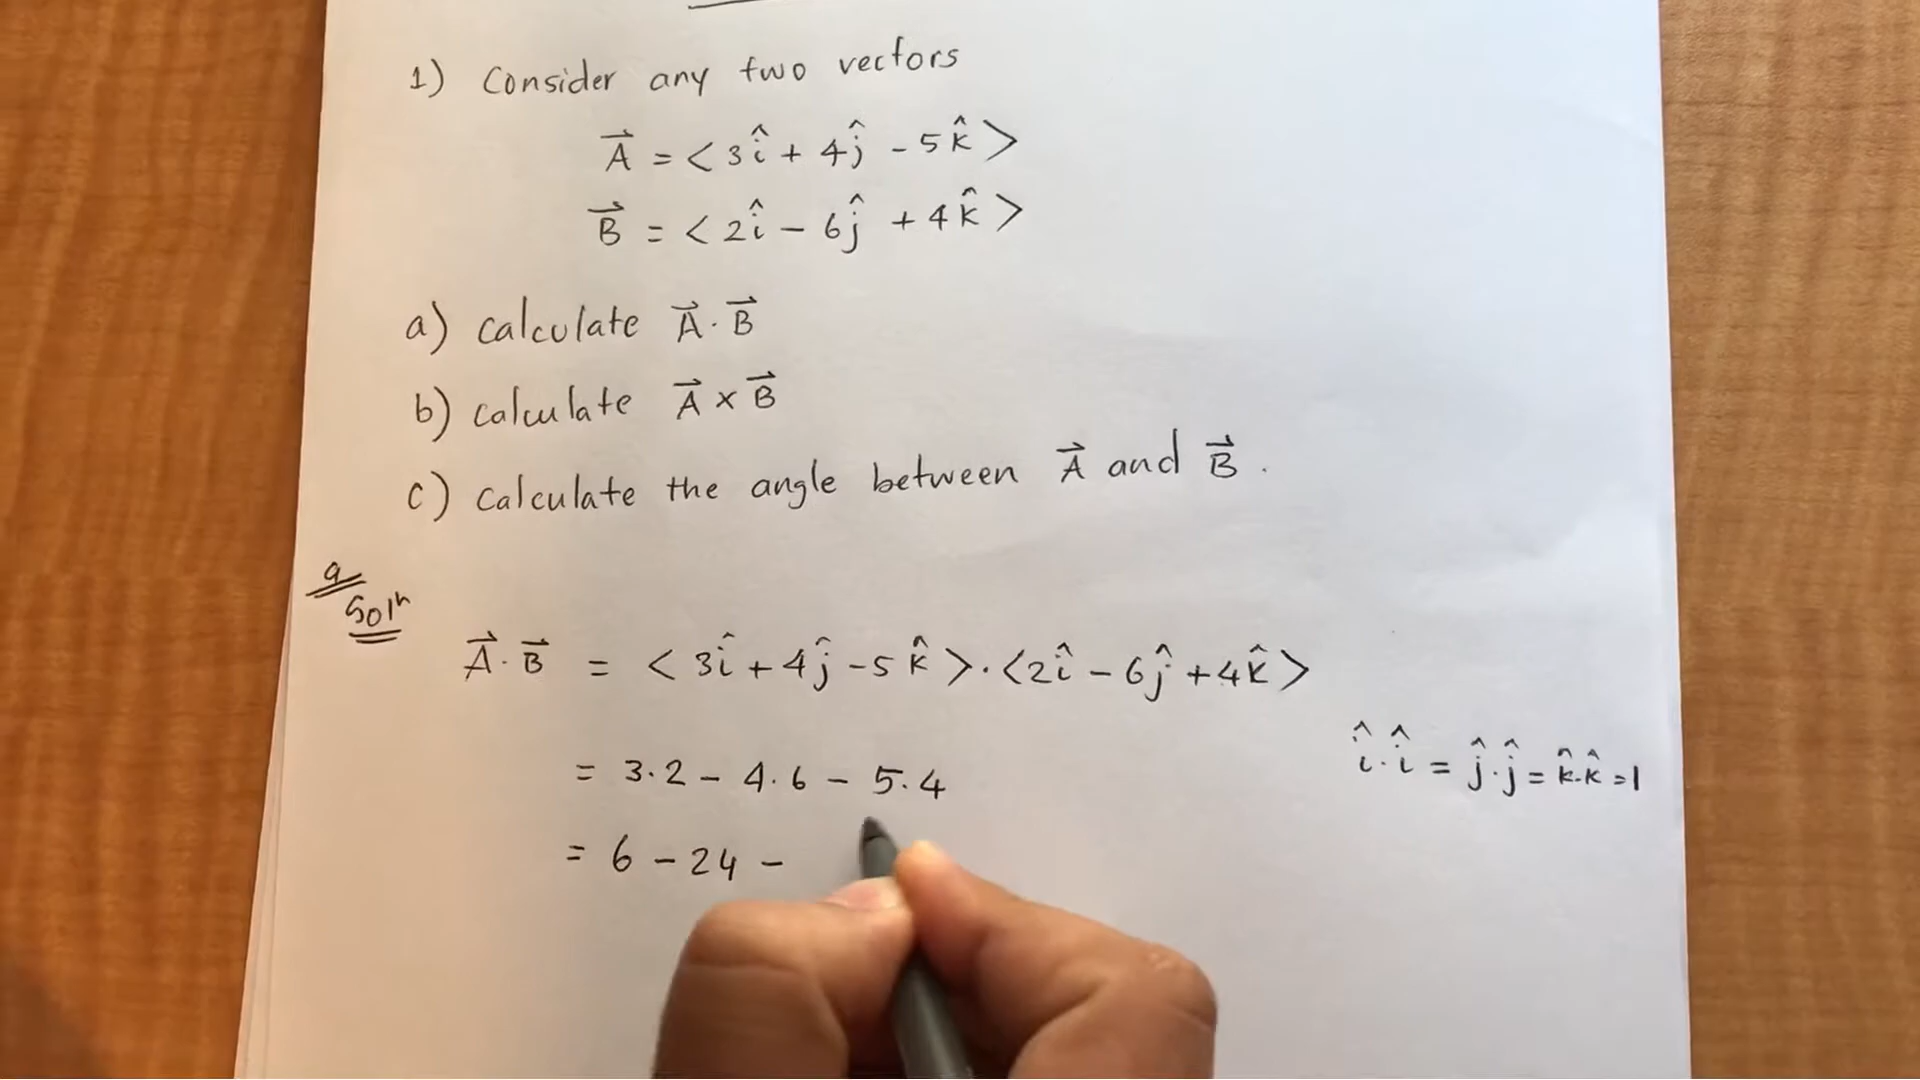 1) Consider any two vectors
A⃗ = < 3î + 4ĵ - 5k̂ >
B⃗ = < 2î - 6ĵ + 4k̂ >
a) calculate A⃗ . B⃗
b) calculate A⃗ x B⃗
c) calculate the angle between A⃗ and B⃗ .
a
Solⁿ
A⃗ . B⃗ = < 3î + 4ĵ - 5k̂ > . < 2î - 6ĵ + 4k̂ >
î . î = ĵ . ĵ = k̂ . k̂ = 1
= 3.2 - 4.6 - 5.4
= 6 - 24 -